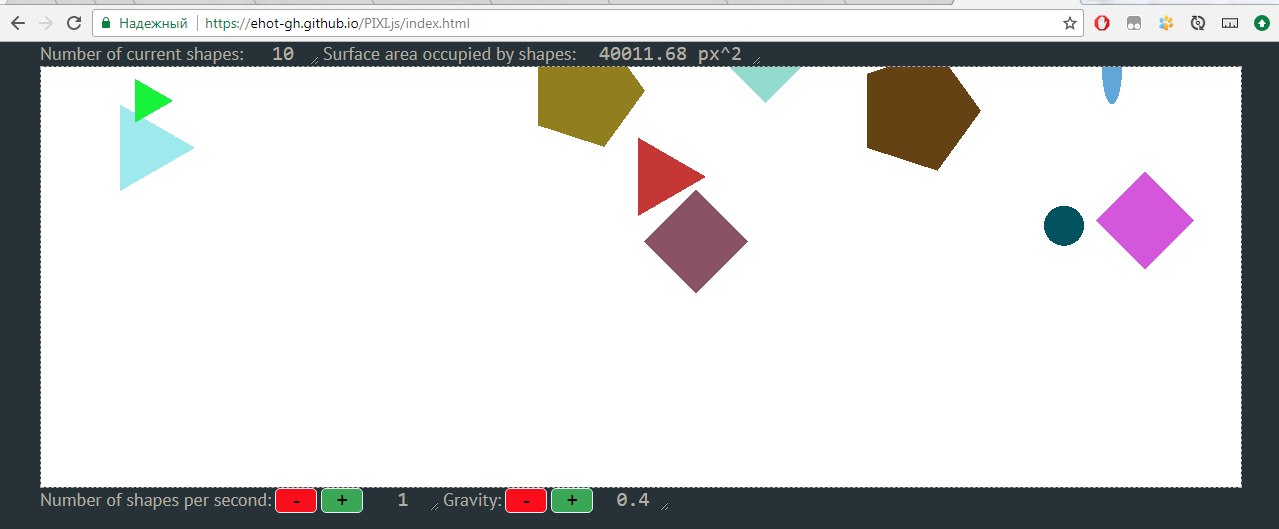 Надежный https://ehot-gh.github.io/PIXI.js/index.html
Number of current shapes: 10 Surface area occupied by shapes: 40011.68 px^2
Number of shapes per second: - + 1 Gravity: - + 0.4